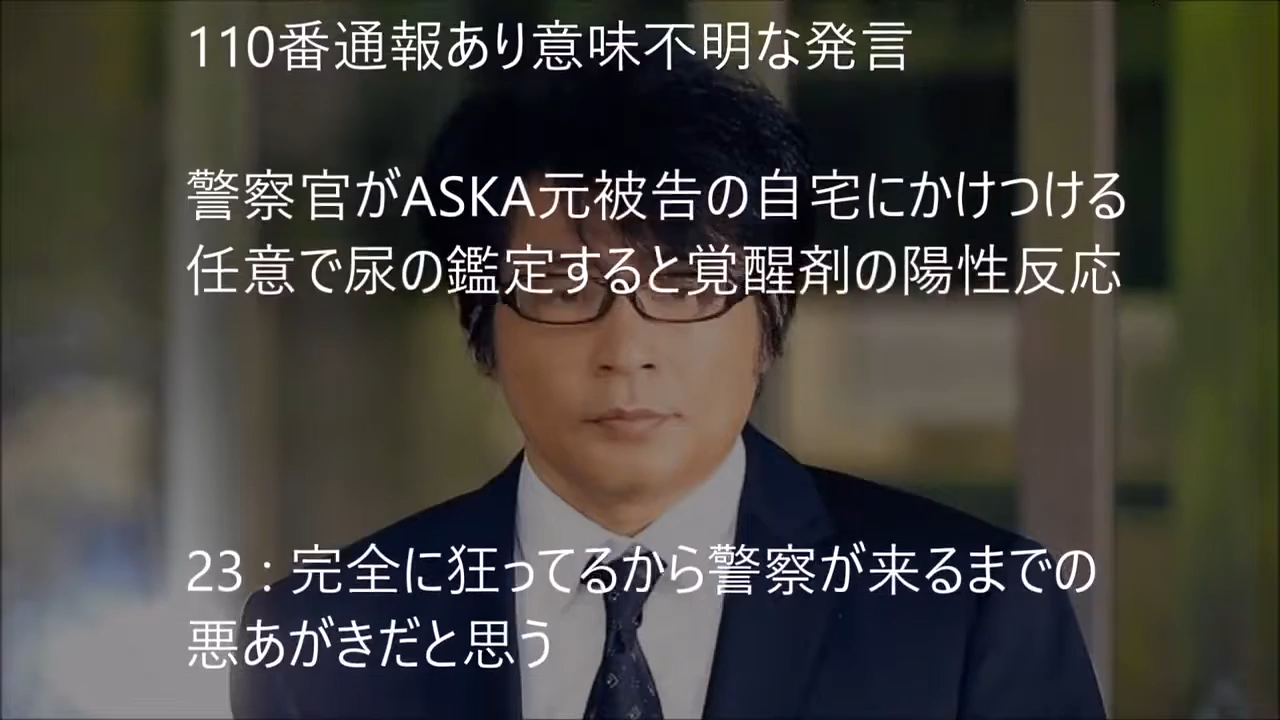 110番通報あり意味不明な発言
警察官がASKA元被告の自宅にかけつける
任意で尿の鑑定すると覚醒剤の陽性反応
23 : 完全に狂ってるから警察が来るまでの
悪あがきだと思う